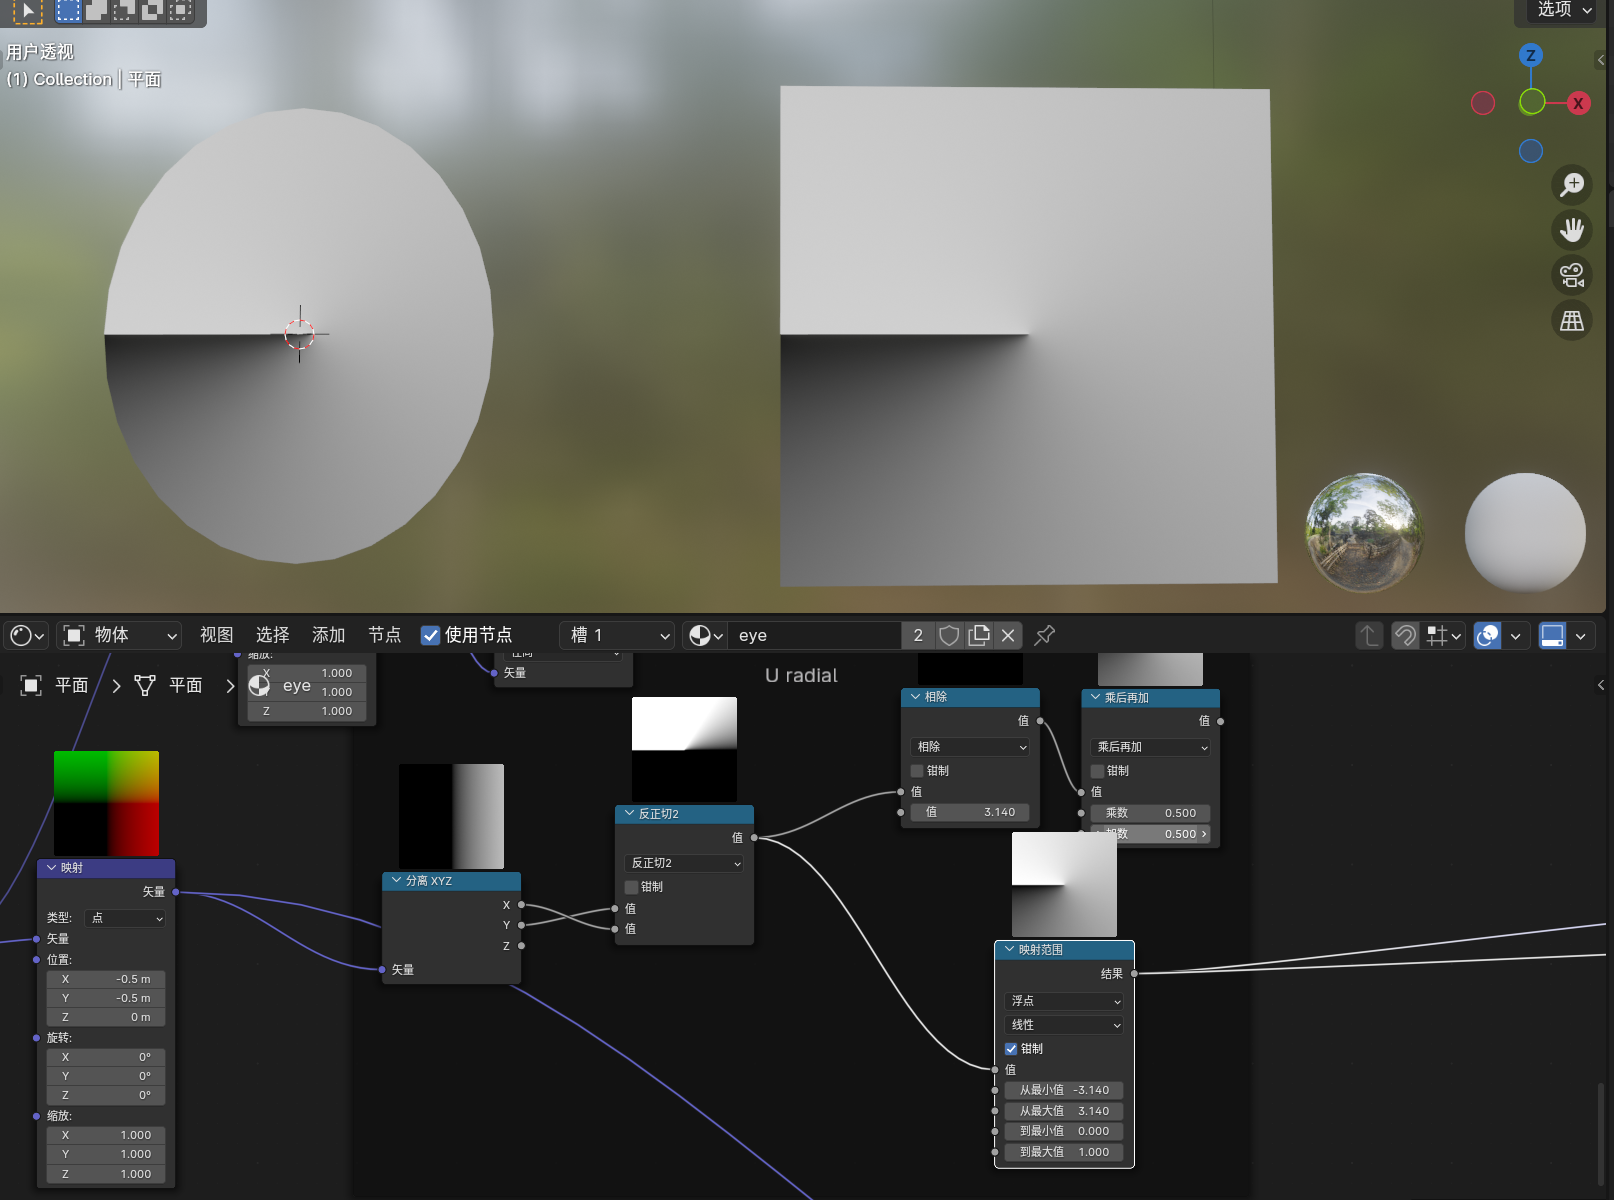 选项
用户透视
(1) Collection | 平面
Z
X
物体
视图
选择
添加
节点
使用节点
槽 1
eye
2
缩放:
X 1.000
Y 1.000
Z 1.000
矢量
U radial
平面
平面
eye
相除
值
相除
钳制
值
值 3.140
乘后再加
值
乘后再加
钳制
值
乘数 0.500
加数 0.500
映射
矢量
类型: 点
矢量
位置:
X -0.5 m
Y -0.5 m
Z 0 m
旋转:
X 0°
Y 0°
Z 0°
缩放:
X 1.000
Y 1.000
Z 1.000
分离 XYZ
X
Y
Z
矢量
反正切2
值
反正切2
钳制
值
值
映射范围
结果
浮点
线性
钳制
值
从最小值 -3.140
从最大值 3.140
到最小值 0.000
到最大值 1.000